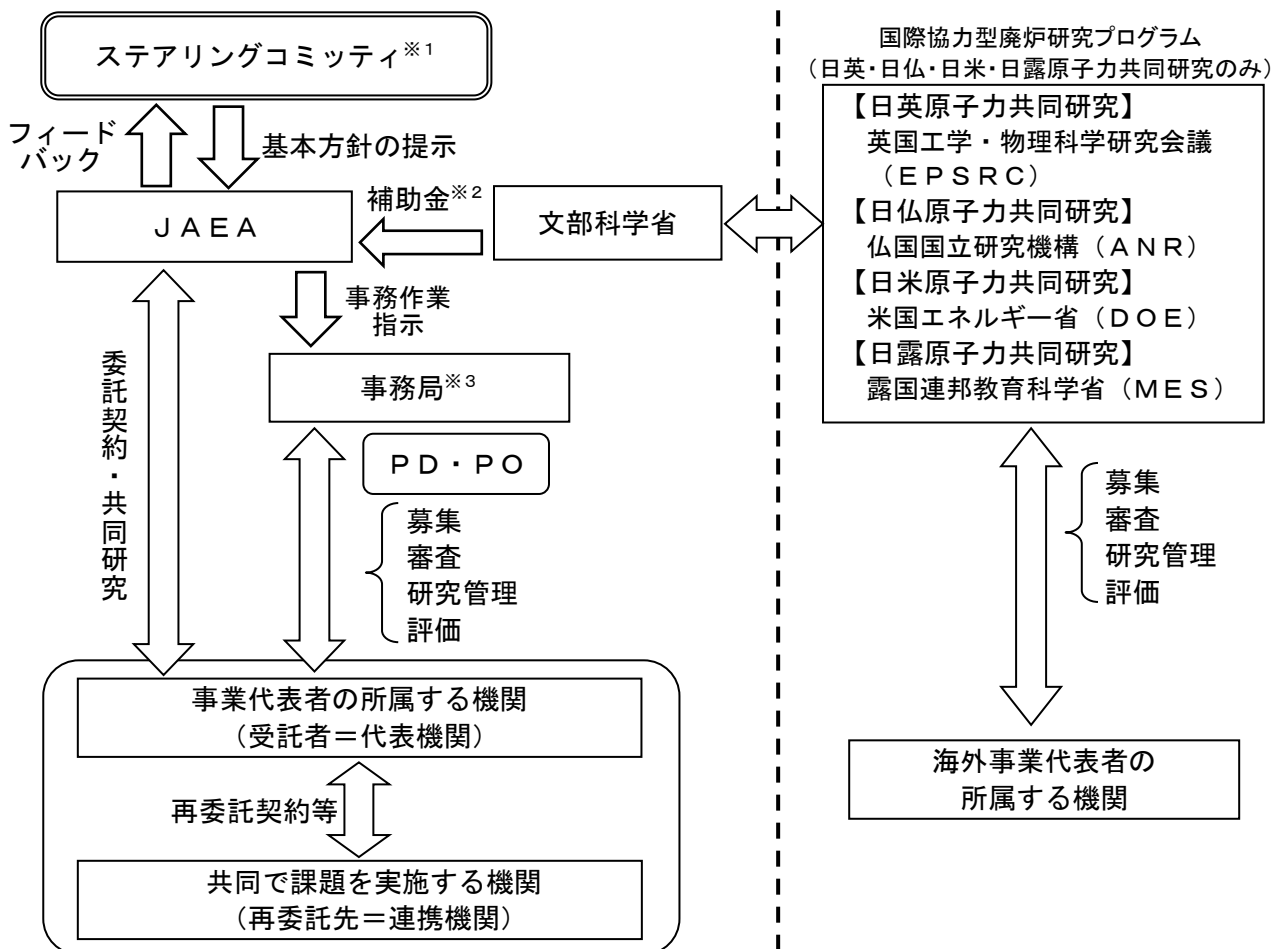 ステアリングコミッティ※1
フィード
バック
基本方針の提示
JAEA
補助金※2
文部科学省
事務作業
指示
事務局※3
委託契約・共同研究
PD・PO
募集
審査
研究管理
評価
事業代表者の所属する機関
(受託者=代表機関)
再委託契約等
共同で課題を実施する機関
(再委託先=連携機関)
国際協力型廃炉研究プログラム
(日英・日仏・日米・日露原子力共同研究のみ)
【日英原子力共同研究】
英国工学・物理科学研究会議
(EPSRC)
【日仏原子力共同研究】
仏国国立研究機構(ANR)
【日米原子力共同研究】
米国エネルギー省(DOE)
【日露原子力共同研究】
露国連邦教育科学省(MES)
募集
審査
研究管理
評価
海外事業代表者の
所属する機関